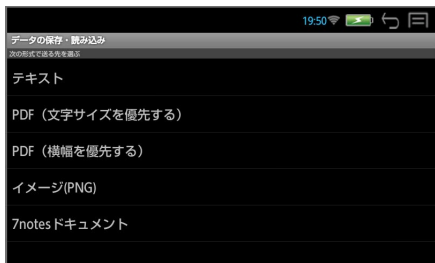 19:50
データの保存・読み込み
次の形式で送る先を選ぶ
テキスト
PDF（文字サイズを優先する）
PDF（横幅を優先する）
イメージ(PNG)
7notesドキュメント